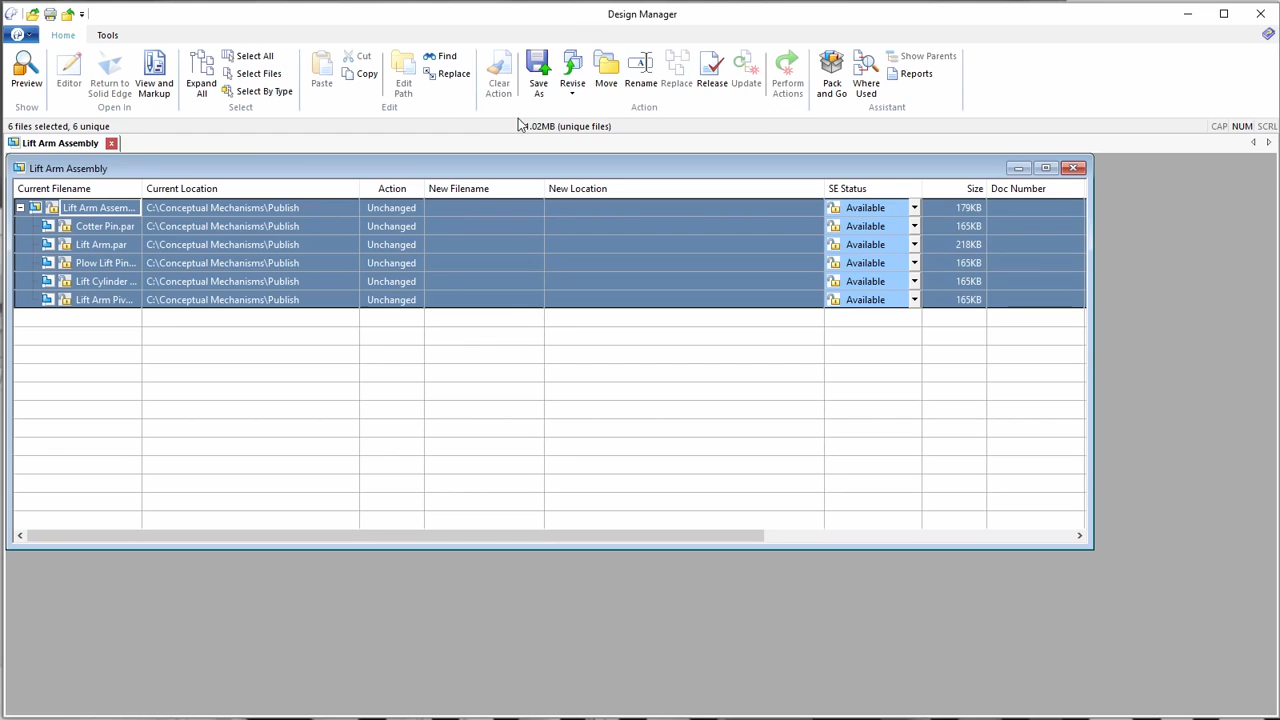 Design Manager
Home Tools
Preview
Editor
Return to Solid Edge
View and Markup
Expand All
Select All
Select Files
Select By Type
Paste
Cut
Copy
Edit Path
Find
Replace
Clear Action
Save As
Revise
Move
Rename
Replace
Release
Update
Perform Actions
Pack and Go
Where Used
Show Parents
Reports
Show Open In Select Edit Action Assistant
6 files selected, 6 unique .02MB (unique files) CAP NUM SCRL
Lift Arm Assembly
Lift Arm Assembly
Current Filename Current Location Action New Filename New Location SE Status Size Doc Number
Lift Arm Assem... C:\Conceptual Mechanisms\Publish Unchanged Available 179KB
Cotter Pin.par C:\Conceptual Mechanisms\Publish Unchanged Available 165KB
Lift Arm.par C:\Conceptual Mechanisms\Publish Unchanged Available 218KB
Plow Lift Pin... C:\Conceptual Mechanisms\Publish Unchanged Available 165KB
Lift Cylinder ... C:\Conceptual Mechanisms\Publish Unchanged Available 165KB
Lift Arm Piv... C:\Conceptual Mechanisms\Publish Unchanged Available 165KB